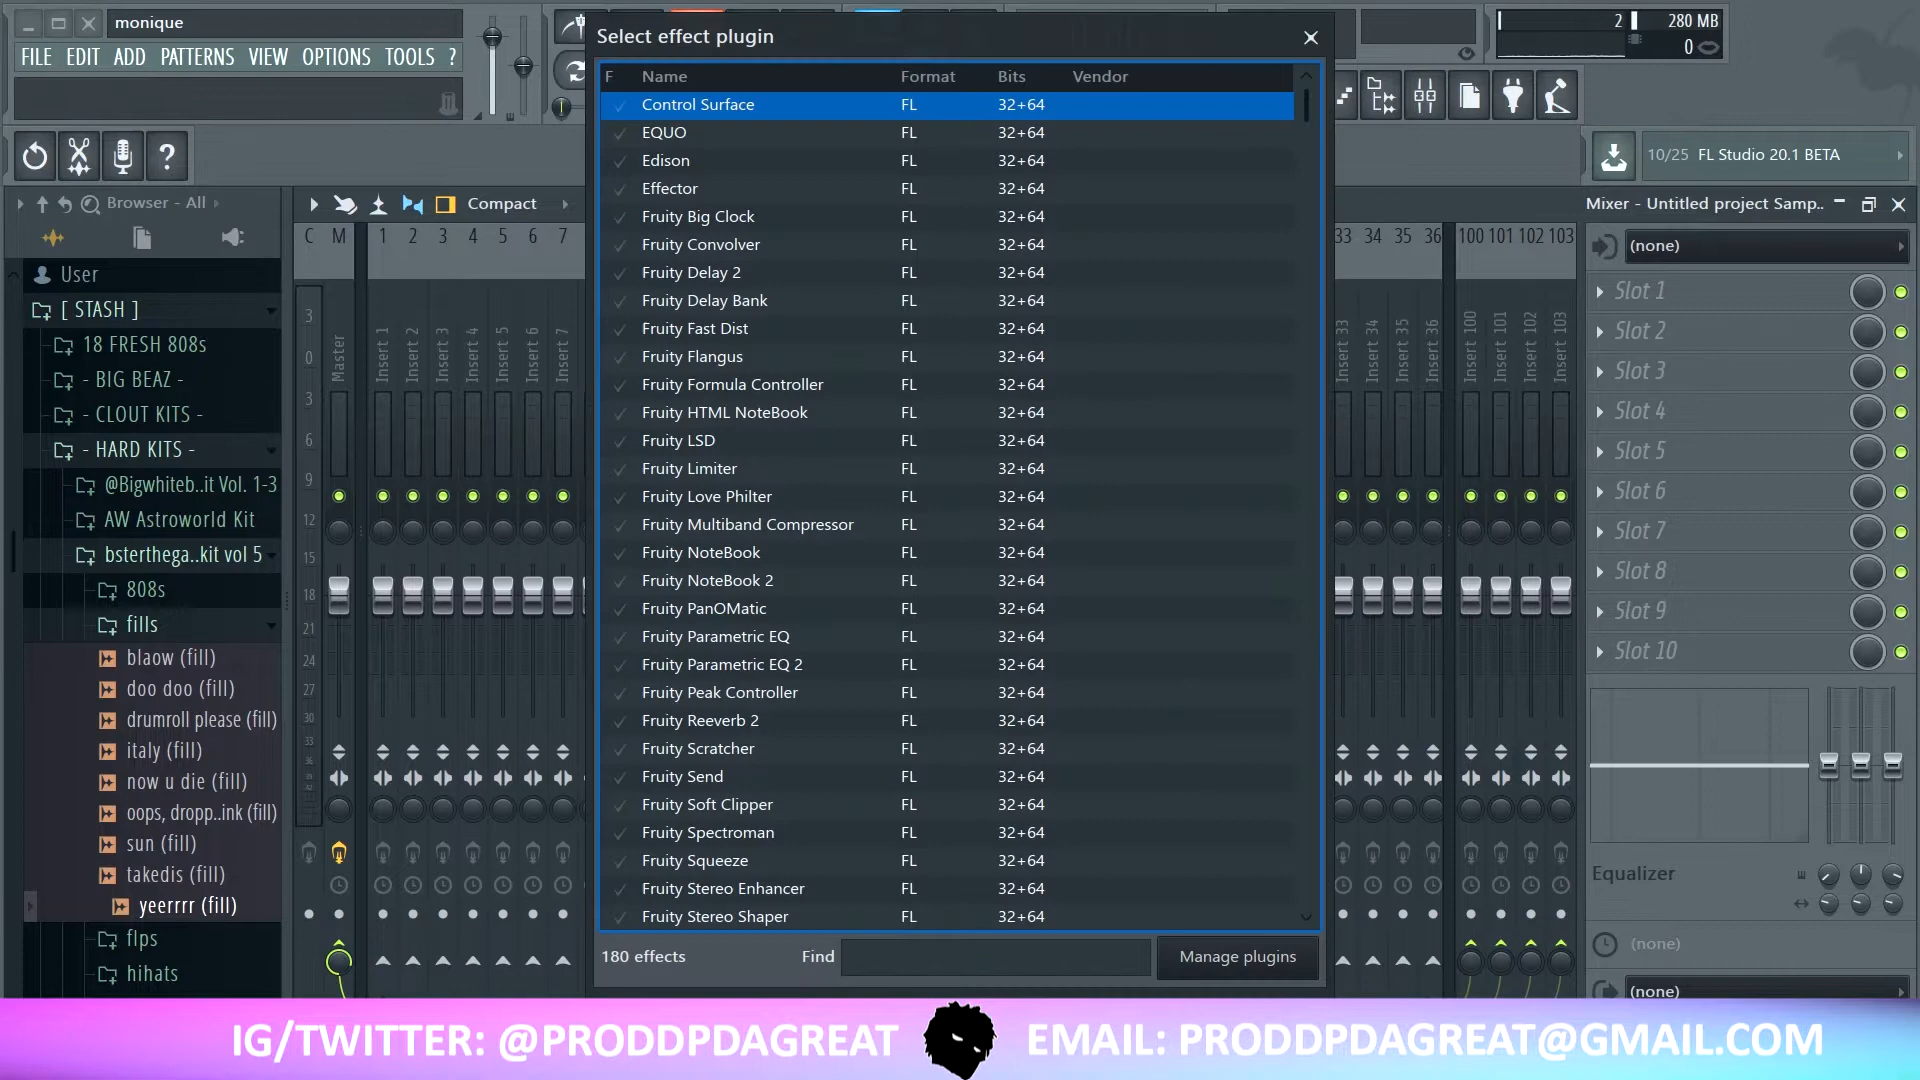 monique
FILE EDIT ADD PATTERNS VIEW OPTIONS TOOLS ?
2
280 MB
0
10/25 FL Studio 20.1 BETA
Browser - All
User
[ STASH ]
18 FRESH 808s
- BIG BEAZ -
- CLOUT KITS -
- HARD KITS -
@Bigwhiteb..it Vol. 1-3
AW Astroworld Kit
bsterthega..kit vol 5
808s
fills
blaow (fill)
doo doo (fill)
drumroll please (fill)
italy (fill)
now u die (fill)
oops, dropp..ink (fill)
sun (fill)
takedis (fill)
yeerrrr (fill)
flps
hihats
Compact
C M 1 2 3 4 5 6 7
3
0
3
6
9
12
15
18
21
24
27
30
33
Master
Insert 1
Insert 2
Insert 3
Insert 4
Insert 5
Insert 6
Insert 7
Select effect plugin
F Name Format Bits Vendor
Control Surface FL 32+64
EQUO FL 32+64
Edison FL 32+64
Effector FL 32+64
Fruity Big Clock FL 32+64
Fruity Convolver FL 32+64
Fruity Delay 2 FL 32+64
Fruity Delay Bank FL 32+64
Fruity Fast Dist FL 32+64
Fruity Flangus FL 32+64
Fruity Formula Controller FL 32+64
Fruity HTML NoteBook FL 32+64
Fruity LSD FL 32+64
Fruity Limiter FL 32+64
Fruity Love Philter FL 32+64
Fruity Multiband Compressor FL 32+64
Fruity NoteBook FL 32+64
Fruity NoteBook 2 FL 32+64
Fruity PanOMatic FL 32+64
Fruity Parametric EQ FL 32+64
Fruity Parametric EQ 2 FL 32+64
Fruity Peak Controller FL 32+64
Fruity Reeverb 2 FL 32+64
Fruity Scratcher FL 32+64
Fruity Send FL 32+64
Fruity Soft Clipper FL 32+64
Fruity Spectroman FL 32+64
Fruity Squeeze FL 32+64
Fruity Stereo Enhancer FL 32+64
Fruity Stereo Shaper FL 32+64
180 effects Find Manage plugins
33 34 35 36 100 101 102 103
Insert 33
Insert 34
Insert 35
Insert 36
Insert 100
Insert 101
Insert 102
Insert 103
Mixer - Untitled project Samp..
(none)
Slot 1
Slot 2
Slot 3
Slot 4
Slot 5
Slot 6
Slot 7
Slot 8
Slot 9
Slot 10
Equalizer
(none)
(none)
IG/TWITTER: @PRODDPDAGREAT EMAIL: PRODDPDAGREAT@GMAIL.COM